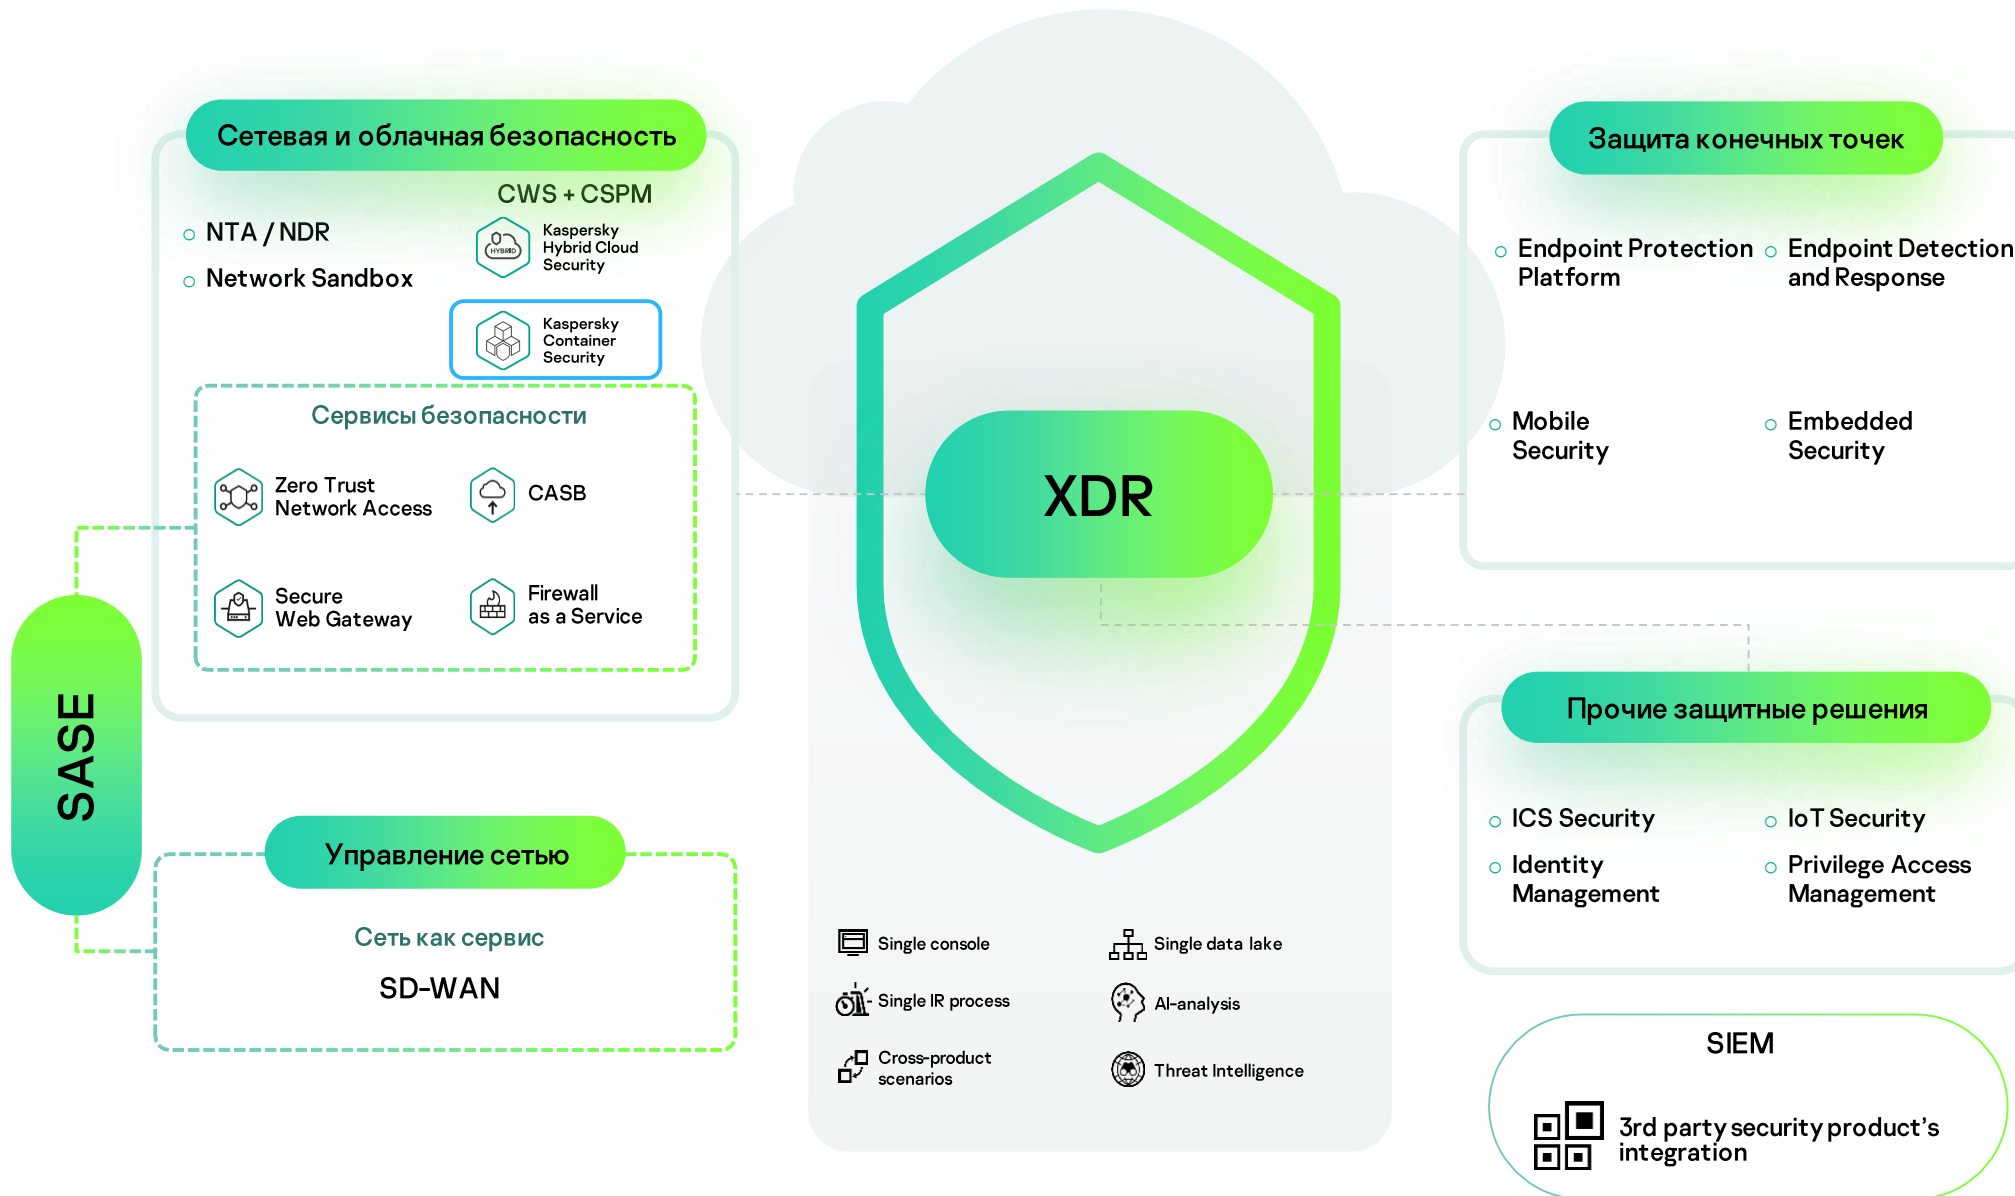 Сетевая и облачная безопасность
CWS + CSPM
NTA / NDR
Network Sandbox
HYBRID
Kaspersky
Hybrid Cloud
Security
Kaspersky
Container
Security
Сервисы безопасности
Zero Trust
Network Access
CASB
Secure
Web Gateway
Firewall
as a Service
SASE
Управление сетью
Сеть как сервис
SD-WAN
XDR
Single console
Single data lake
Single IR process
AI-analysis
Cross-product
scenarios
Threat Intelligence
Защита конечных точек
Endpoint Protection
Platform
Endpoint Detection
and Response
Mobile
Security
Embedded
Security
Прочие защитные решения
ICS Security
IoT Security
Identity
Management
Privilege Access
Management
SIEM
3rd party security product’s
integration